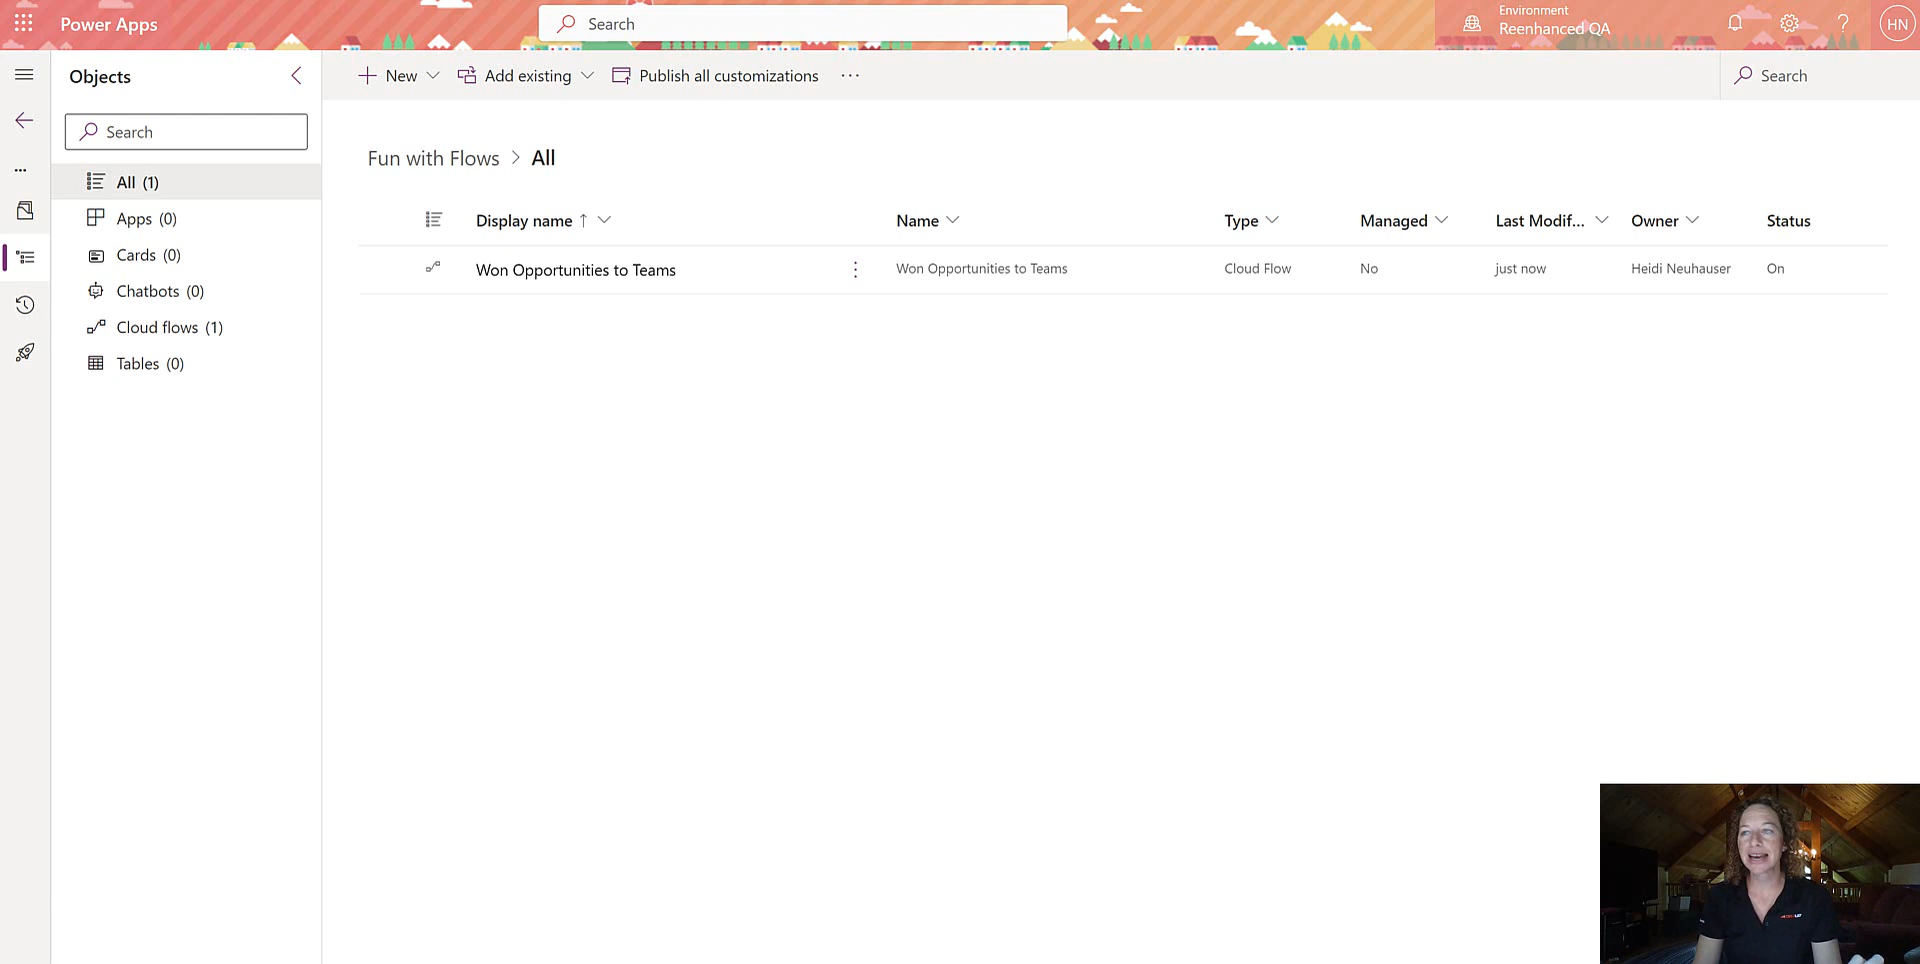 Power Apps
Search
Environment
Reenhanced QA
?
HN
Objects
New
Add existing
Publish all customizations
...
Search
Search
...
Fun with Flows > All
All (1)
Apps (0)
Cards (0)
Chatbots (0)
Cloud flows (1)
Tables (0)
Display name ↑
Name
Type
Managed
Last Modif...
Owner
Status
Won Opportunities to Teams
Won Opportunities to Teams
Cloud Flow
No
just now
Heidi Neuhauser
On